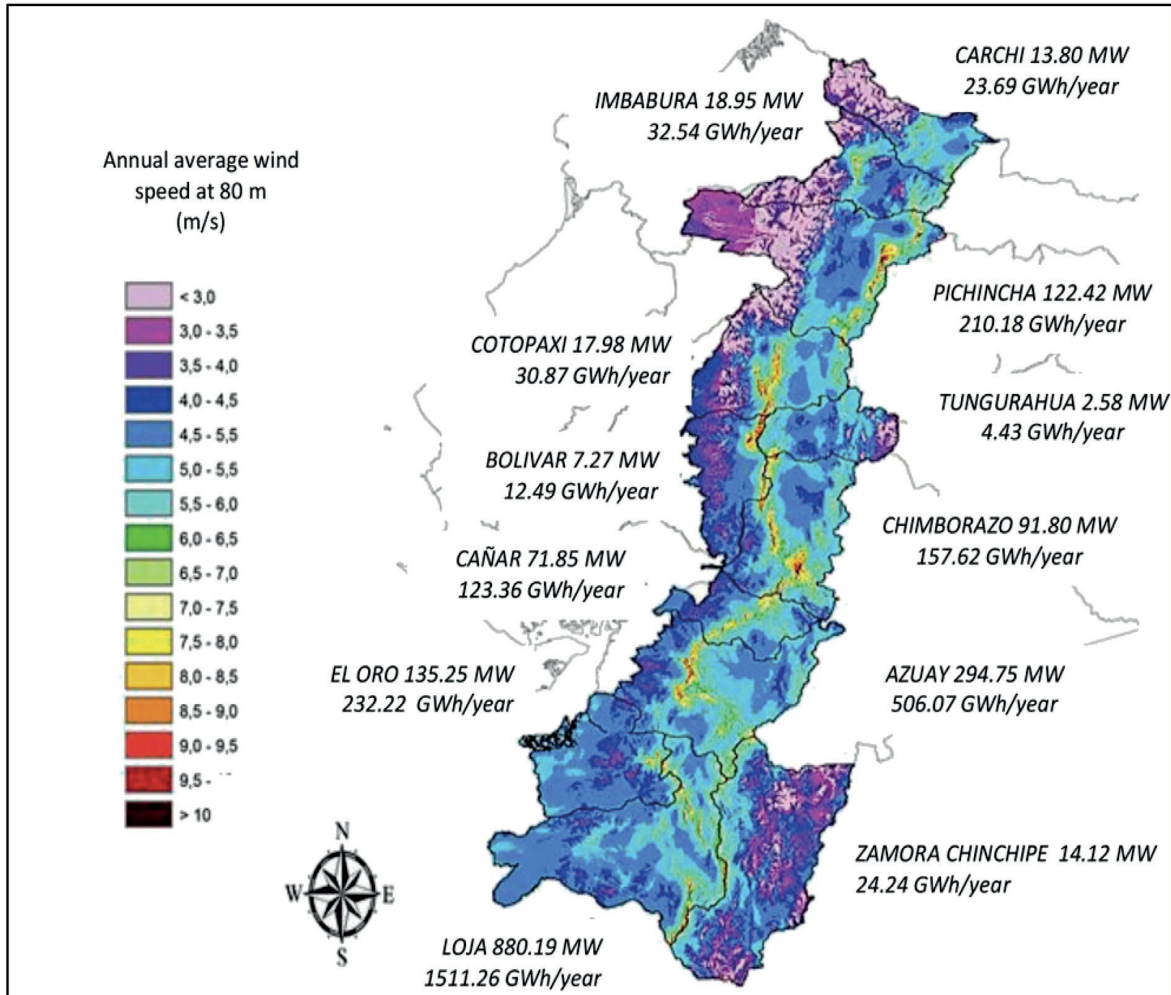 CARCHI 13.80 MW
23.69 GWh/year
IMBABURA 18.95 MW
32.54 GWh/year
Annual average wind
speed at 80 m
(m/s)
< 3,0
3,0 - 3,5
3,5 - 4,0
4,0 - 4,5
4,5 - 5,5
5,0 - 5,5
5,5 - 6,0
6,0 - 6,5
6,5 - 7,0
7,0 - 7,5
7,5 - 8,0
8,0 - 8,5
8,5 - 9,0
9,0 - 9,5
9,5 -
> 10
PICHINCHA 122.42 MW
210.18 GWh/year
COTOPAXI 17.98 MW
30.87 GWh/year
TUNGURAHUA 2.58 MW
4.43 GWh/year
BOLIVAR 7.27 MW
12.49 GWh/year
CHIMBORAZO 91.80 MW
157.62 GWh/year
CAÑAR 71.85 MW
123.36 GWh/year
EL ORO 135.25 MW
232.22 GWh/year
AZUAY 294.75 MW
506.07 GWh/year
ZAMORA CHINCHIPE 14.12 MW
24.24 GWh/year
N
W E
S
LOJA 880.19 MW
1511.26 GWh/year